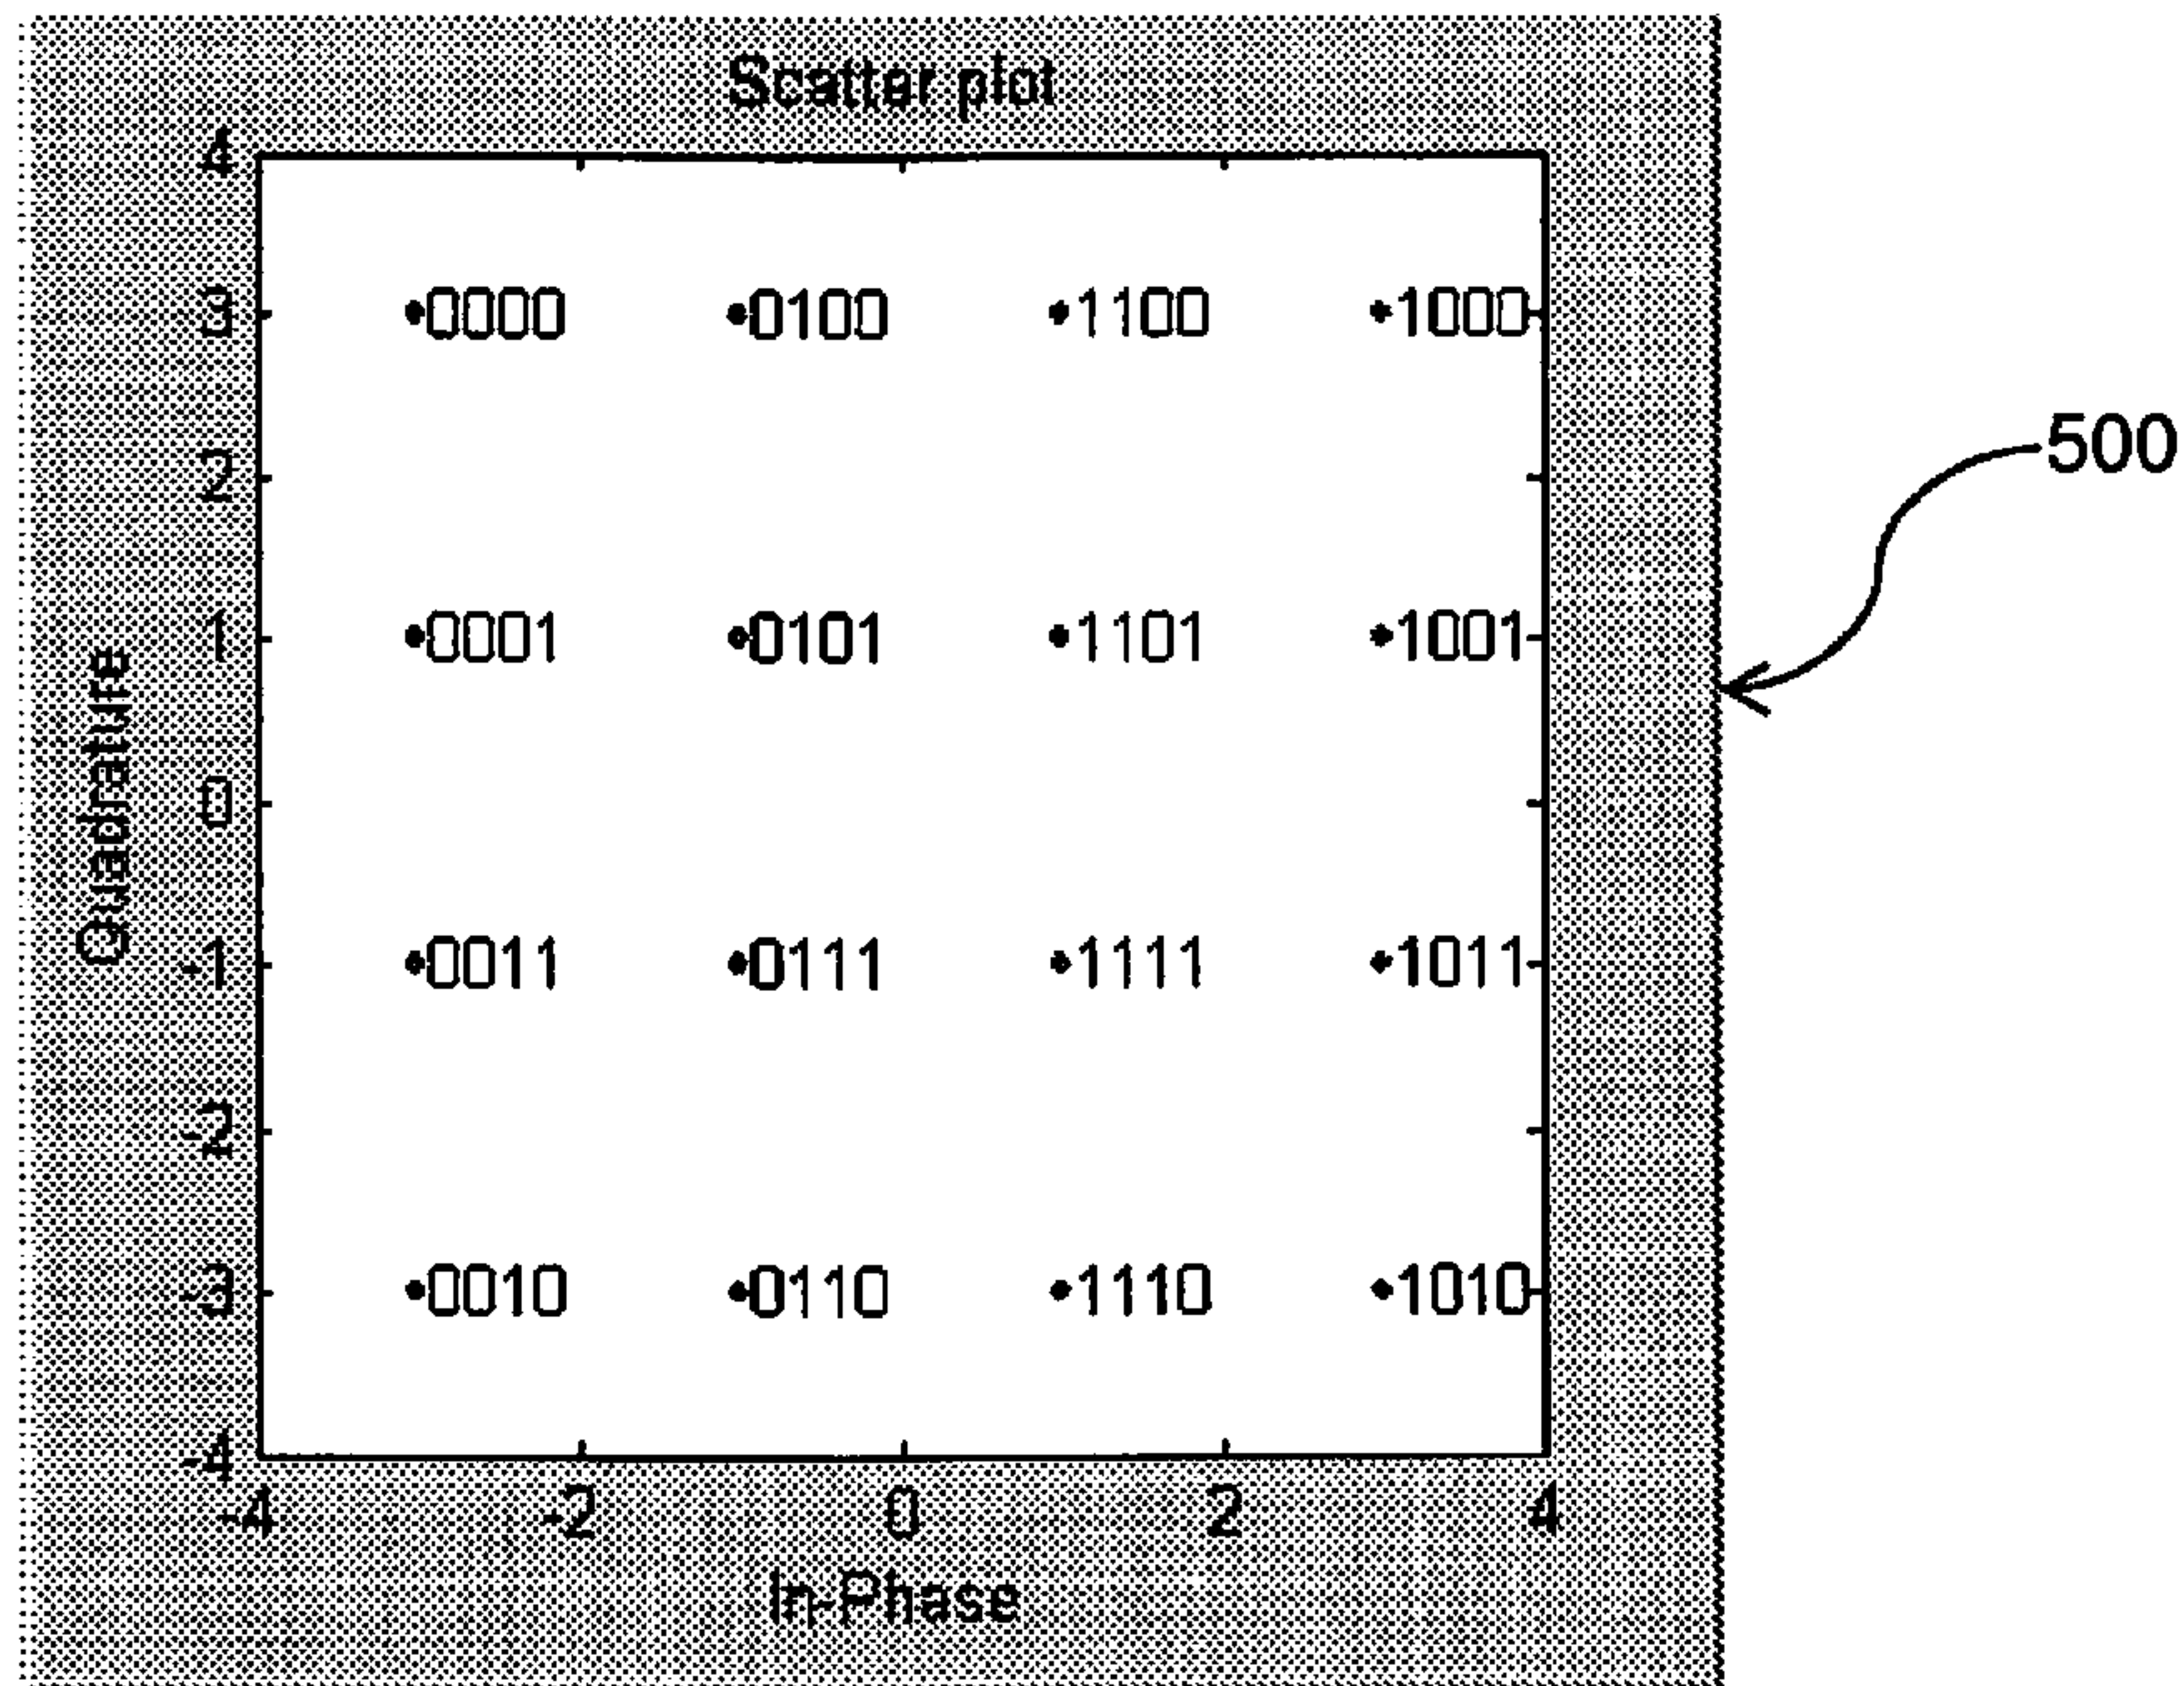 Scatter plot
4
3 0000 0100 1100 1000
2
500
1 0001 0101 1101 1001
Quadrature
0
-1 0011 0111 1111 1011
-2
-3 0010 0110 1110 1010
-4
-4 -2 0 2 4
In-Phase